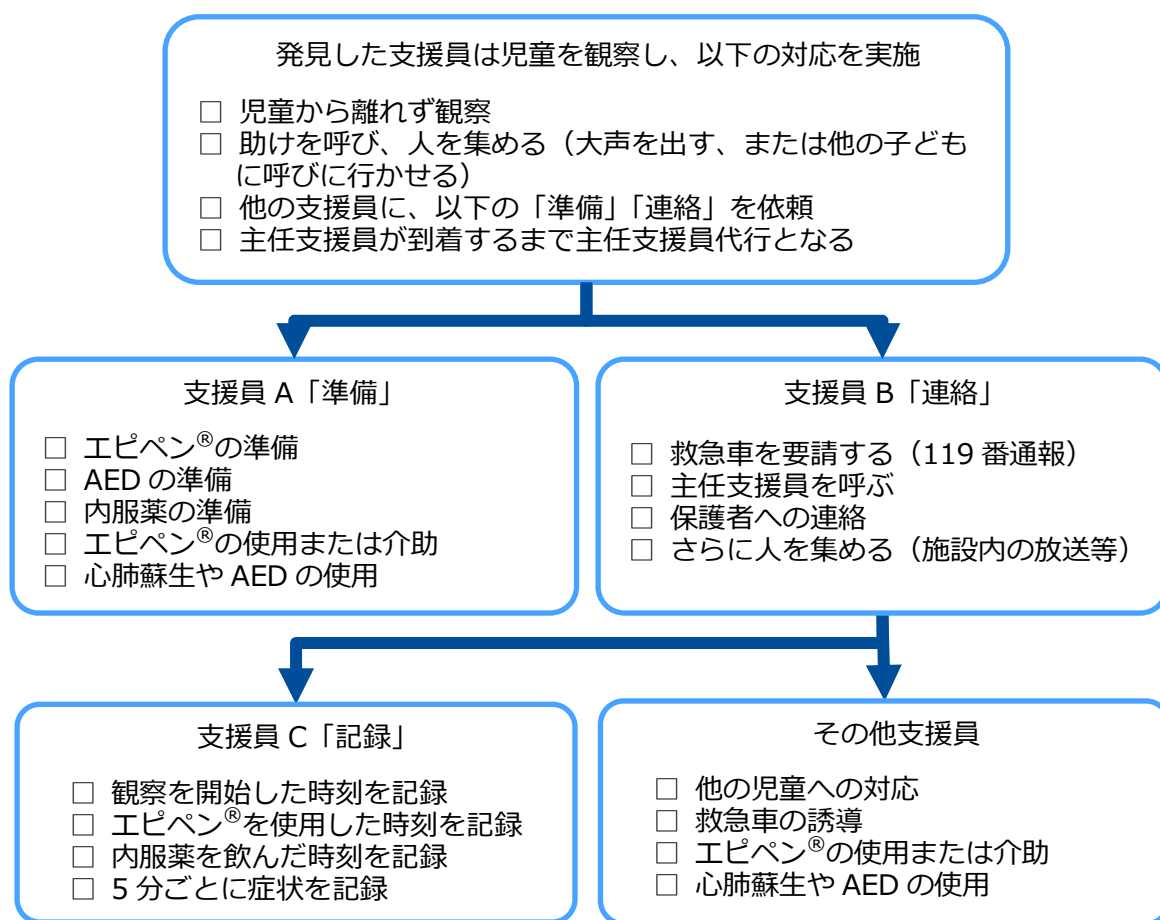 発見した支援員は児童を観察し、以下の対応を実施
□ 児童から離れず観察
□ 助けを呼び、人を集める（大声を出す、または他の子ども
に呼びに行かせる）
□ 他の支援員に、以下の「準備」「連絡」を依頼
□ 主任支援員が到着するまで主任支援員代行となる
支援員 A「準備」
□ エピペン®の準備
□ AED の準備
□ 内服薬の準備
□ エピペン®の使用または介助
□ 心肺蘇生や AED の使用
支援員 B「連絡」
□ 救急車を要請する（119 番通報）
□ 主任支援員を呼ぶ
□ 保護者への連絡
□ さらに人を集める（施設内の放送等）
支援員 C「記録」
□ 観察を開始した時刻を記録
□ エピペン®を使用した時刻を記録
□ 内服薬を飲んだ時刻を記録
□ 5 分ごとに症状を記録
その他支援員
□ 他の児童への対応
□ 救急車の誘導
□ エピペン®の使用または介助
□ 心肺蘇生や AED の使用